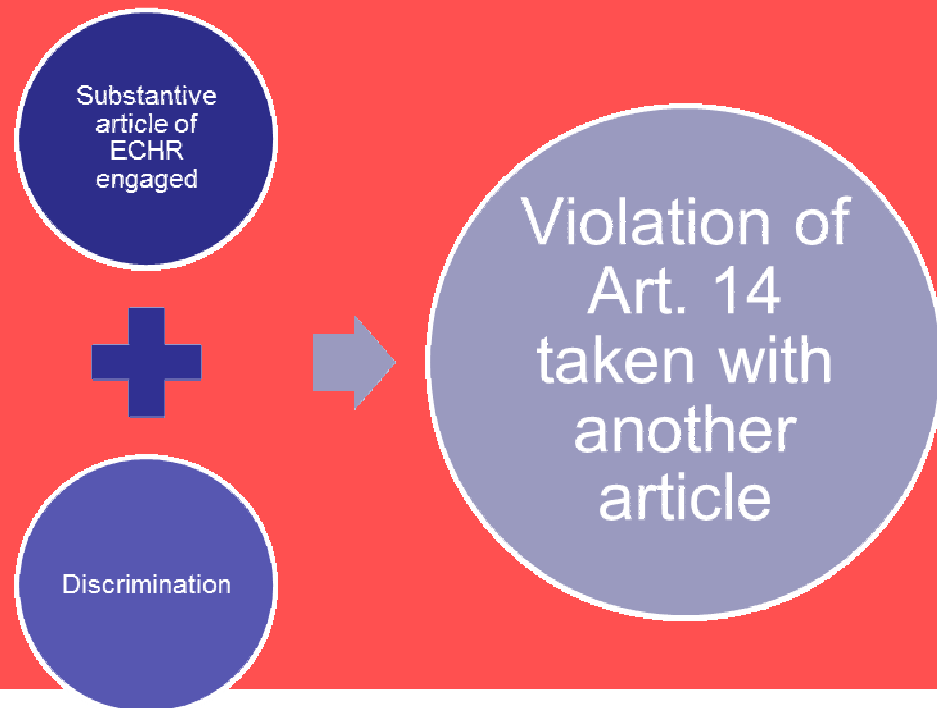 Substantive
article of
ECHR
engaged
Discrimination
Violation of
Art. 14
taken with
another
article